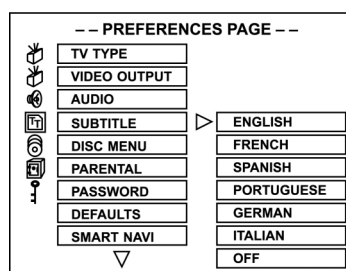 -- PREFERENCES PAGE --
TV TYPE
VIDEO OUTPUT
AUDIO
SUBTITLE
DISC MENU
PARENTAL
PASSWORD
DEFAULTS
SMART NAVI
ENGLISH
FRENCH
SPANISH
PORTUGUESE
GERMAN
ITALIAN
OFF